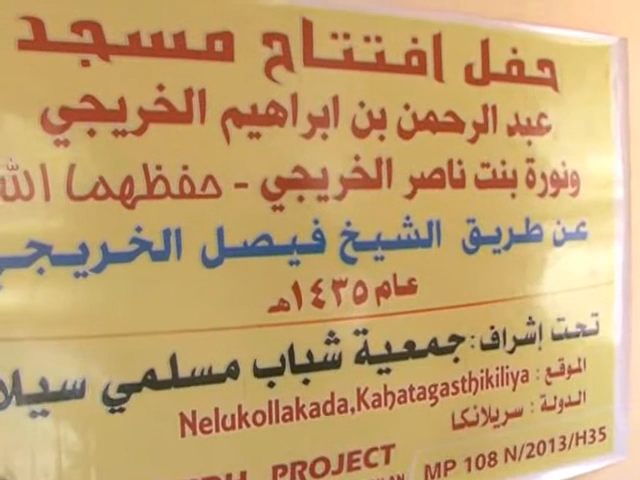 حفل افتتاح مسجد
عبد الرحمن بن ابراهيم الخريجي
ونورة بنت ناصر الخريجي - حفظهما الله
عن طريق الشيخ فيصل الخريجي
عام ١٤٣٥هـ
تحت إشراف: جمعية شباب مسلمي
الموقع : Nelukollakada,Kahatagasthikiliya
الدولة : سريلانكا
PROJECT
MP 108 N/2013/H35